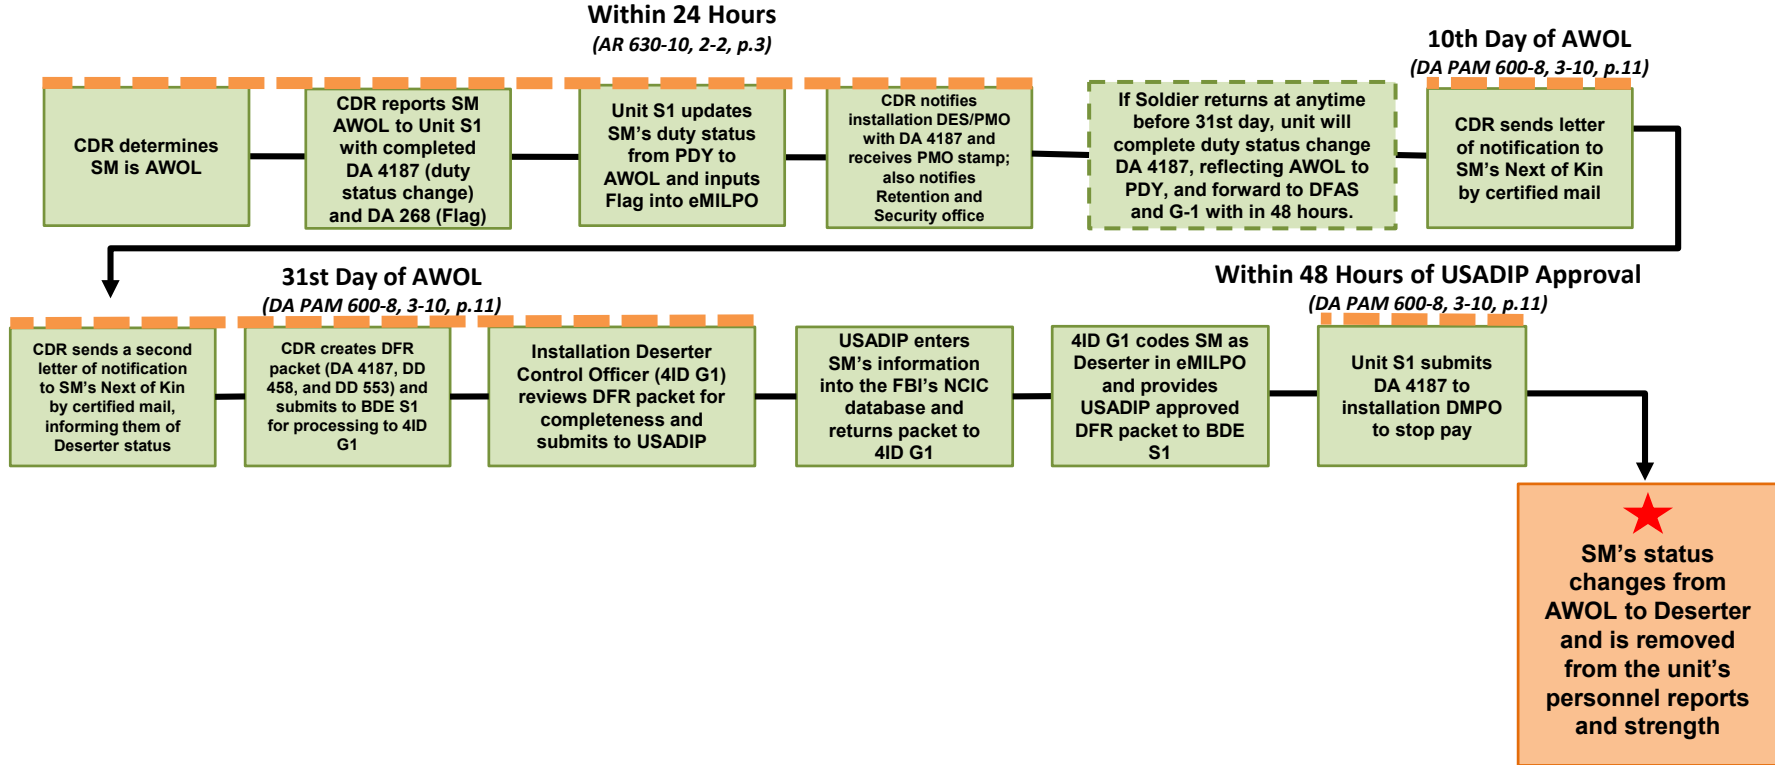 Within 24 Hours
(AR 630-10, 2-2, p.3)
10th Day of AWOL
(DA PAM 600-8, 3-10, p.11)
CDR determines
SM is AWOL
CDR reports SM
AWOL to Unit S1
with completed
DA 4187 (duty
status change)
and DA 268 (Flag)
Unit S1 updates
SM’s duty status
from PDY to
AWOL and inputs
Flag into eMILPO
CDR notifies
installation DES/PMO
with DA 4187 and
receives PMO stamp;
also notifies
Retention and
Security office
If Soldier returns at anytime
before 31st day, unit will
complete duty status change
DA 4187, reflecting AWOL to
PDY, and forward to DFAS
and G-1 with in 48 hours.
CDR sends letter
of notification to
SM’s Next of Kin
by certified mail
31st Day of AWOL
(DA PAM 600-8, 3-10, p.11)
Within 48 Hours of USADIP Approval
(DA PAM 600-8, 3-10, p.11)
CDR sends a second
letter of notification
to SM’s Next of Kin
by certified mail,
informing them of
Deserter status
CDR creates DFR
packet (DA 4187, DD
458, and DD 553) and
submits to BDE S1
for processing to 4ID
G1
Installation Deserter
Control Officer (4ID G1)
reviews DFR packet for
completeness and
submits to USADIP
USADIP enters
SM’s information
into the FBI’s NCIC
database and
returns packet to
4ID G1
4ID G1 codes SM as
Deserter in eMILPO
and provides
USADIP approved
DFR packet to BDE
S1
Unit S1 submits
DA 4187 to
installation DMPO
to stop pay
SM’s status
changes from
AWOL to Deserter
and is removed
from the unit’s
personnel reports
and strength